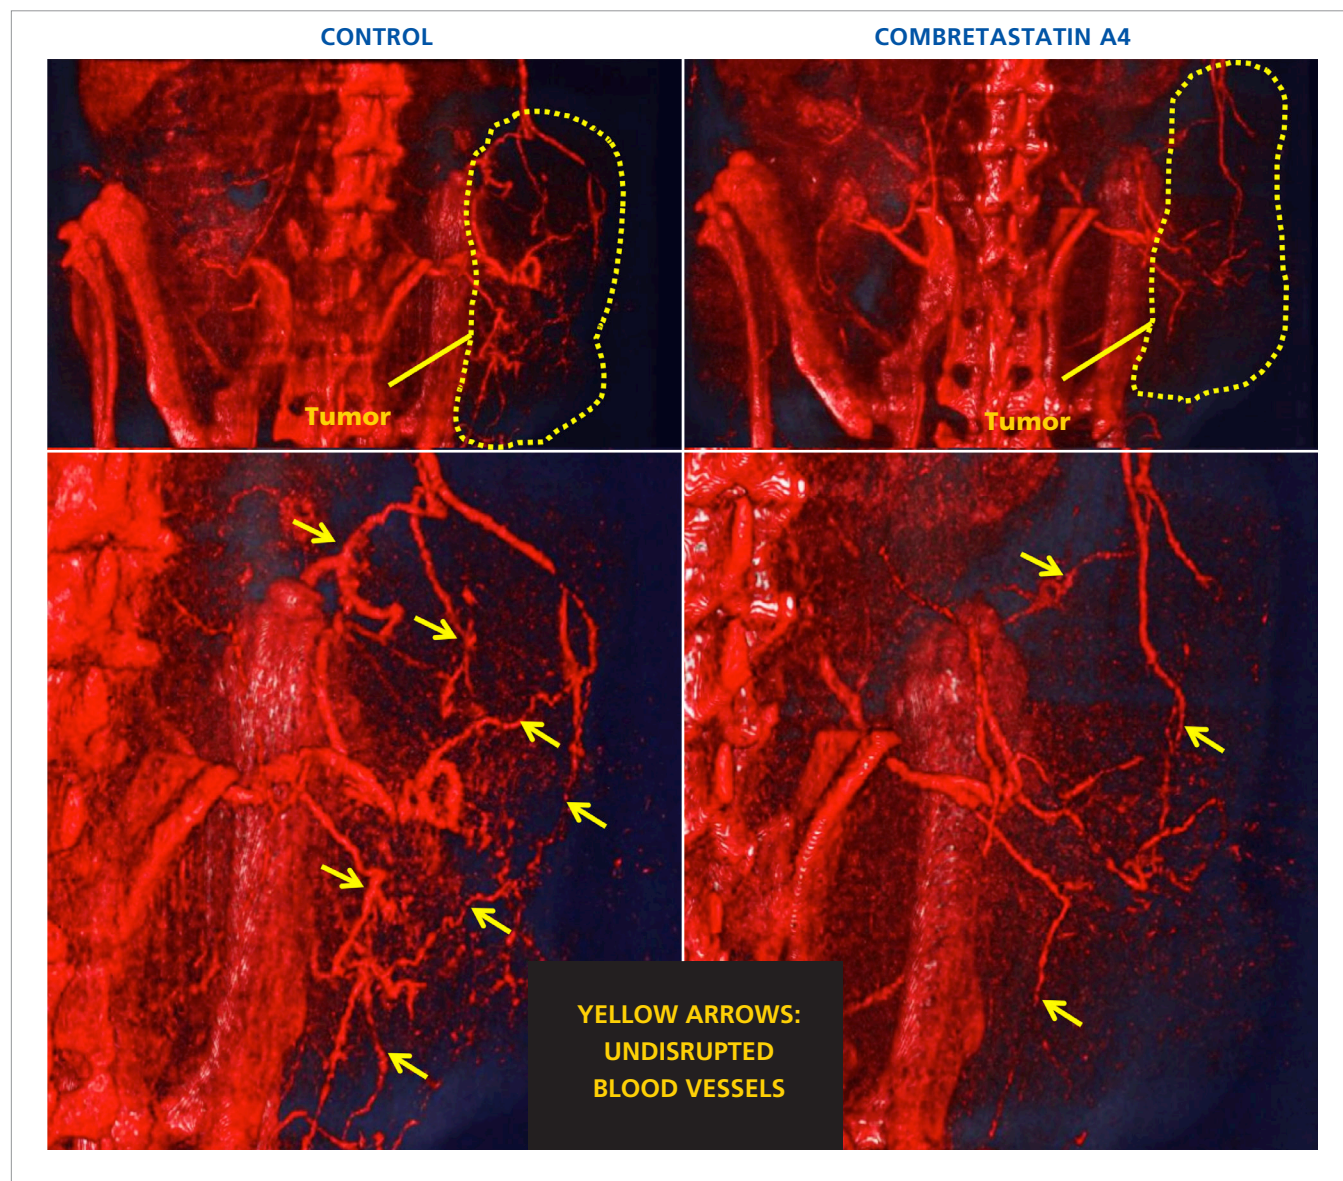 CONTROL
COMBRETASTATIN A4
Tumor
Tumor
YELLOW ARROWS:
UNDISRUPTED
BLOOD VESSELS